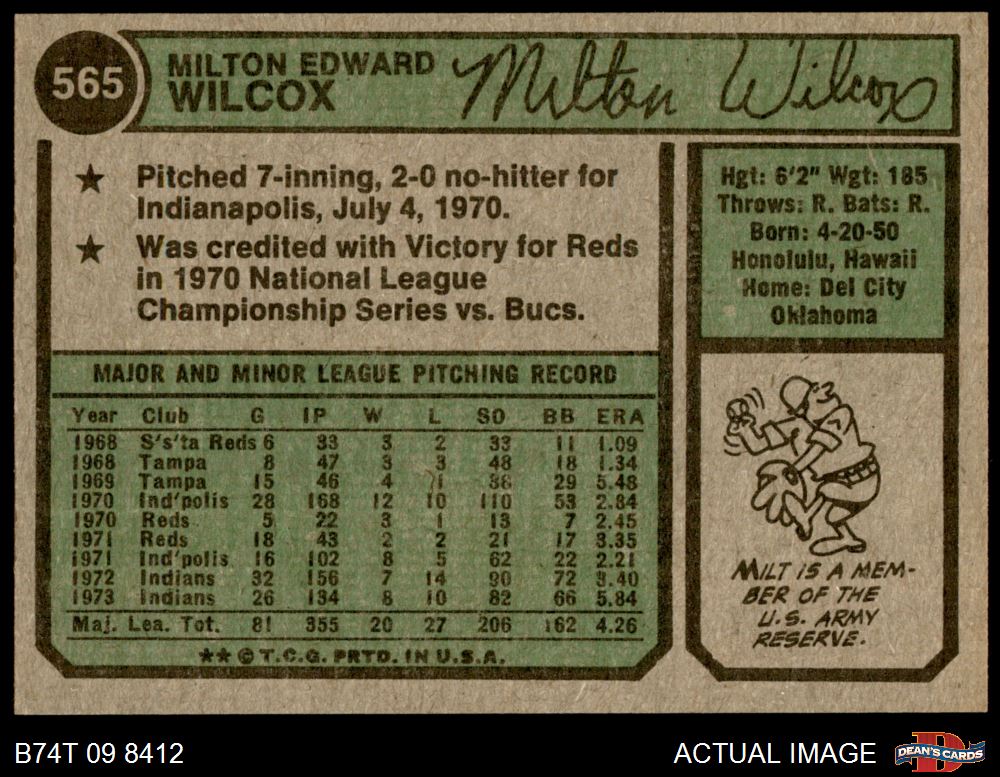 565
MILTON EDWARD
WILCOX
Milton Wilcox
★ Pitched 7-inning, 2-0 no-hitter for
Indianapolis, July 4, 1970.
★ Was credited with Victory for Reds
in 1970 National League
Championship Series vs. Bucs.
Hgt: 6'2" Wgt: 185
Throws: R. Bats: R.
Born: 4-20-50
Honolulu, Hawaii
Home: Del City
Oklahoma
MAJOR AND MINOR LEAGUE PITCHING RECORD
Year Club G IP W L SO BB ERA
1968 S's'ta Reds 6 33 3 2 33 11 1.09
1968 Tampa 8 47 3 3 48 18 1.34
1969 Tampa 15 46 4 38 29 5.48
1970 Ind'polis 28 168 12 10 110 53 2.84
1970 Reds 5 22 3 1 13 7 2.45
1971 Reds 18 43 2 2 21 17 3.35
1971 Ind'polis 16 102 8 5 62 22 2.21
1972 Indians 32 156 7 14 90 72 3.40
1973 Indians 26 134 8 10 82 66 5.84
Maj. Lea. Tot. 81 355 20 27 206 162 4.26
★★ © T.C.G. PRTD. IN U.S.A.
MILT IS A MEM-
BER OF THE
U.S. ARMY
RESERVE.
B74T 09 8412
ACTUAL IMAGE
D
DEAN'S CARDS